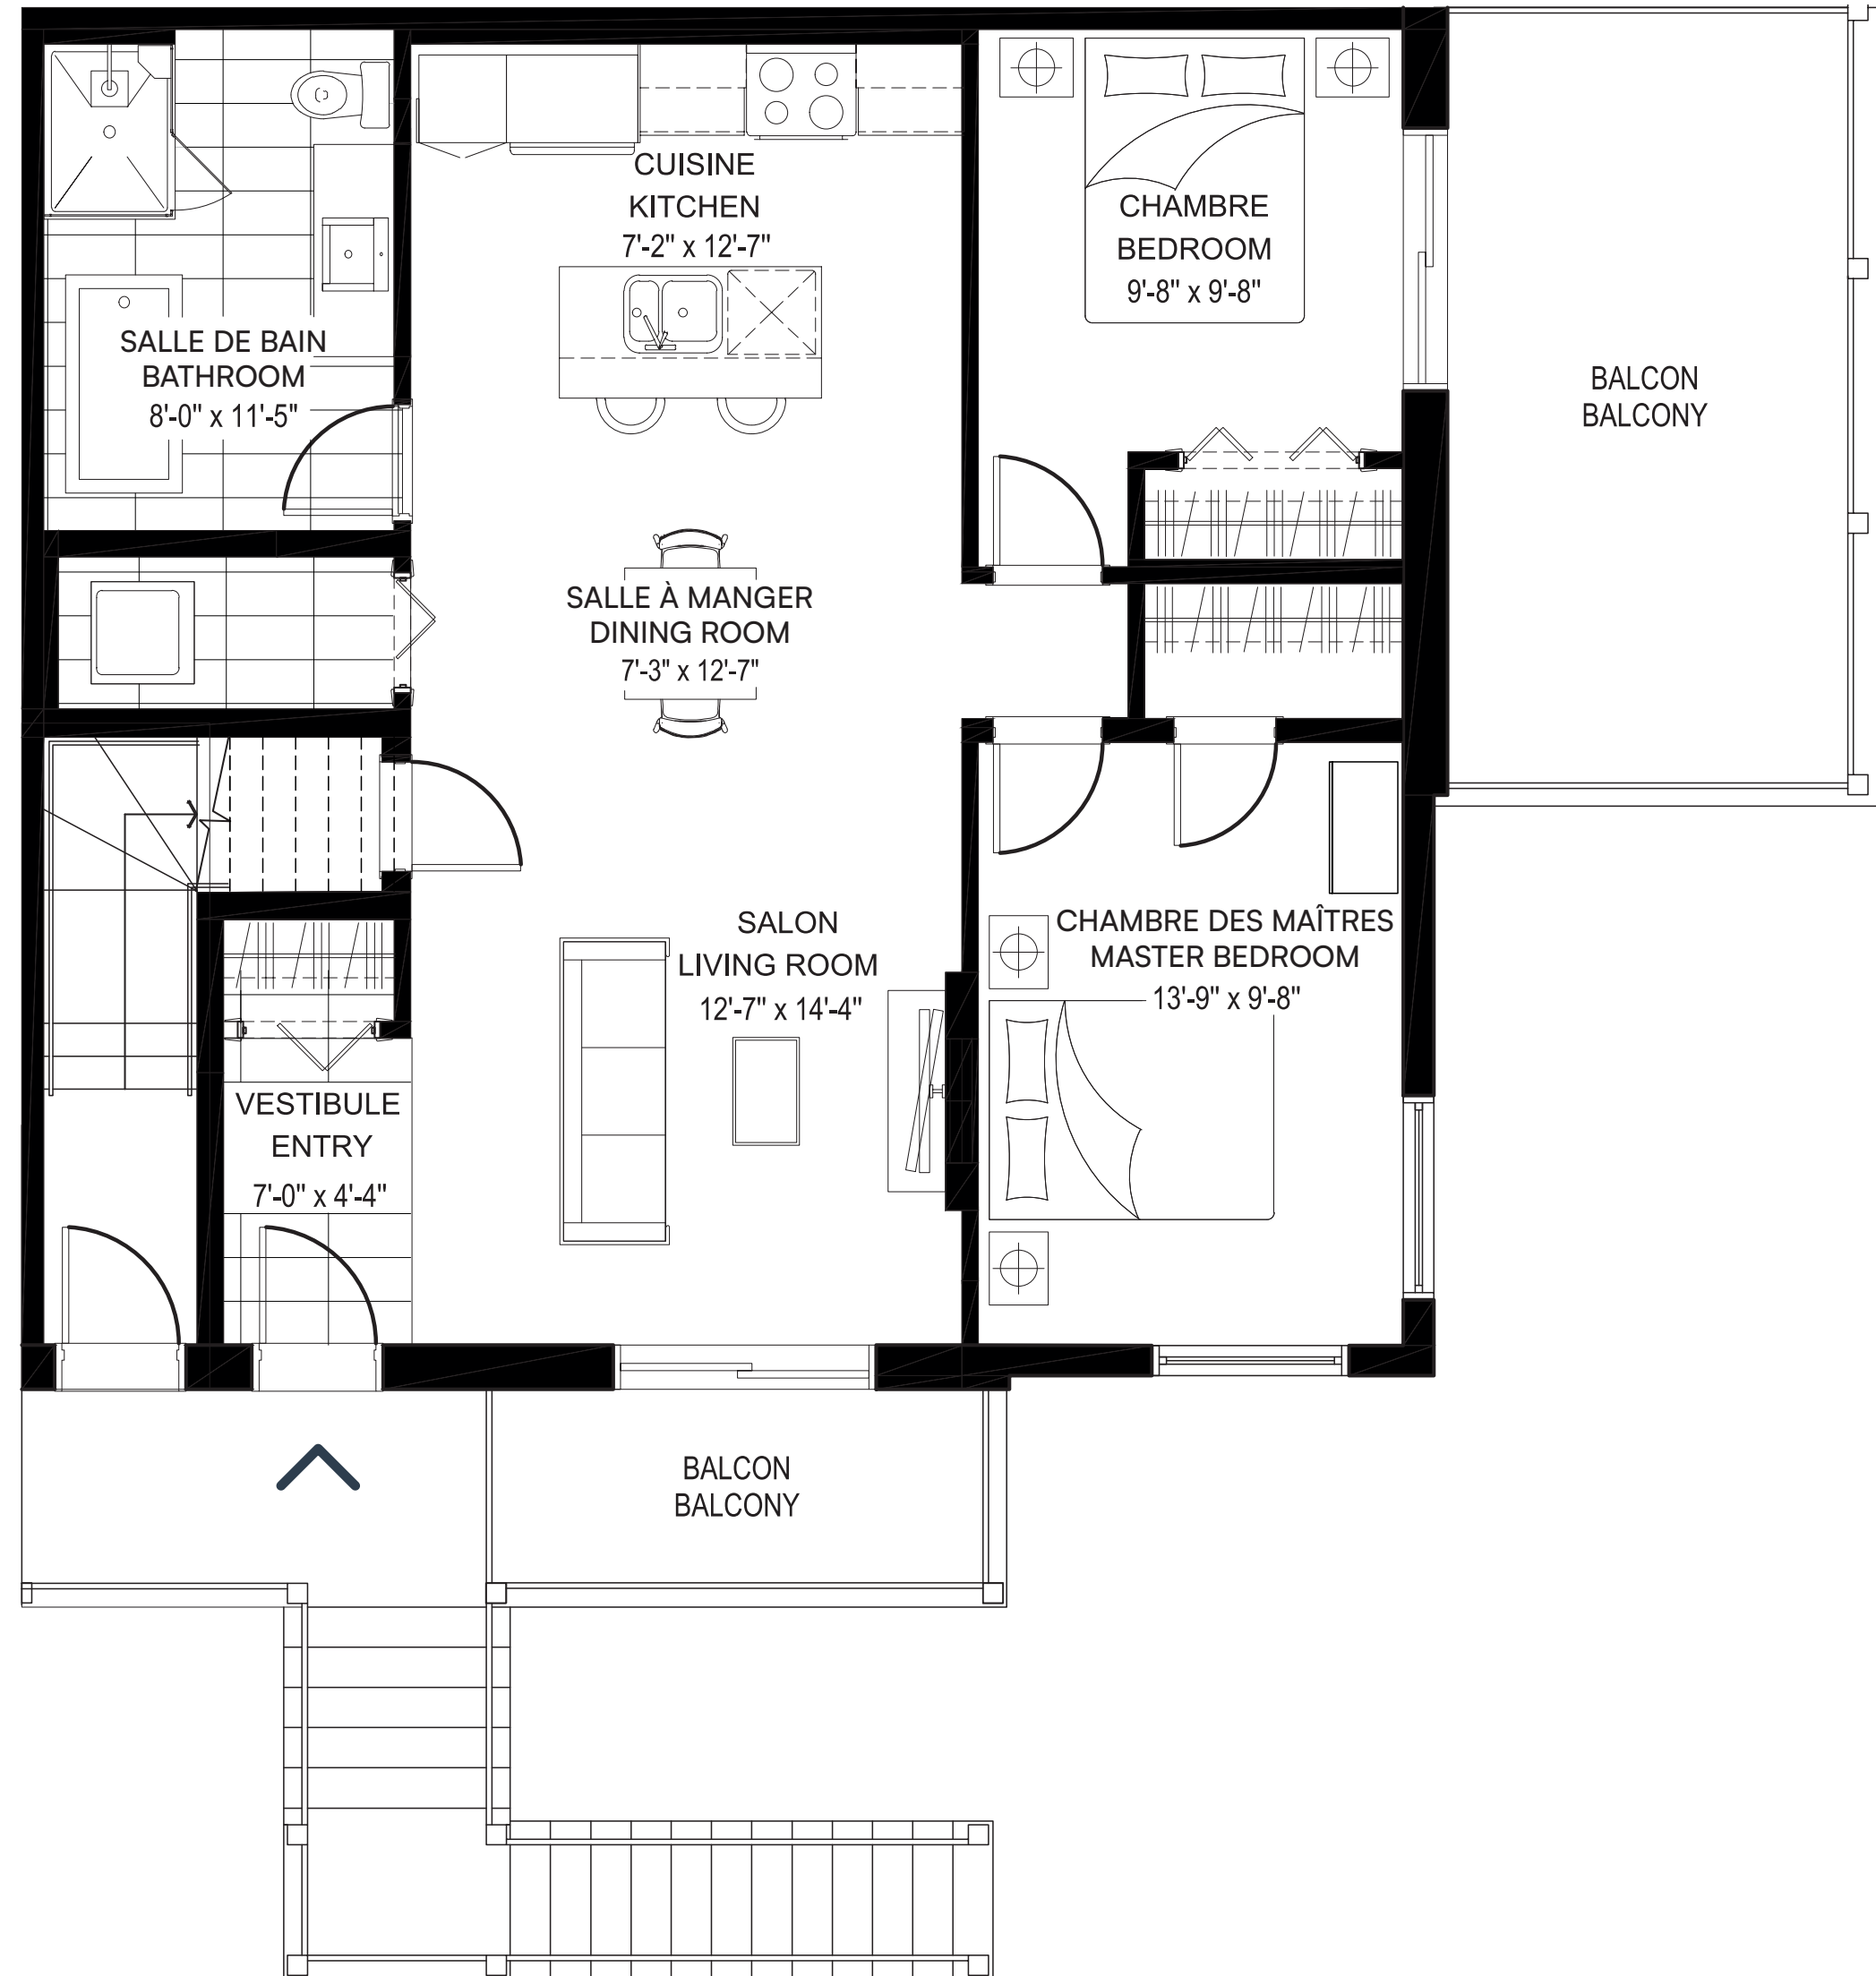 CUISINE
KITCHEN
7'-2" x 12'-7"
CHAMBRE
BEDROOM
9'-8" x 9'-8"
SALLE DE BAIN
BATHROOM
8'-0" x 11'-5"
BALCON
BALCONY
SALLE À MANGER
DINING ROOM
7'-3" x 12'-7"
SALON
LIVING ROOM
12'-7" x 14'-4"
CHAMBRE DES MAÎTRES
MASTER BEDROOM
13'-9" x 9'-8"
VESTIBULE
ENTRY
7'-0" x 4'-4"
BALCON
BALCONY